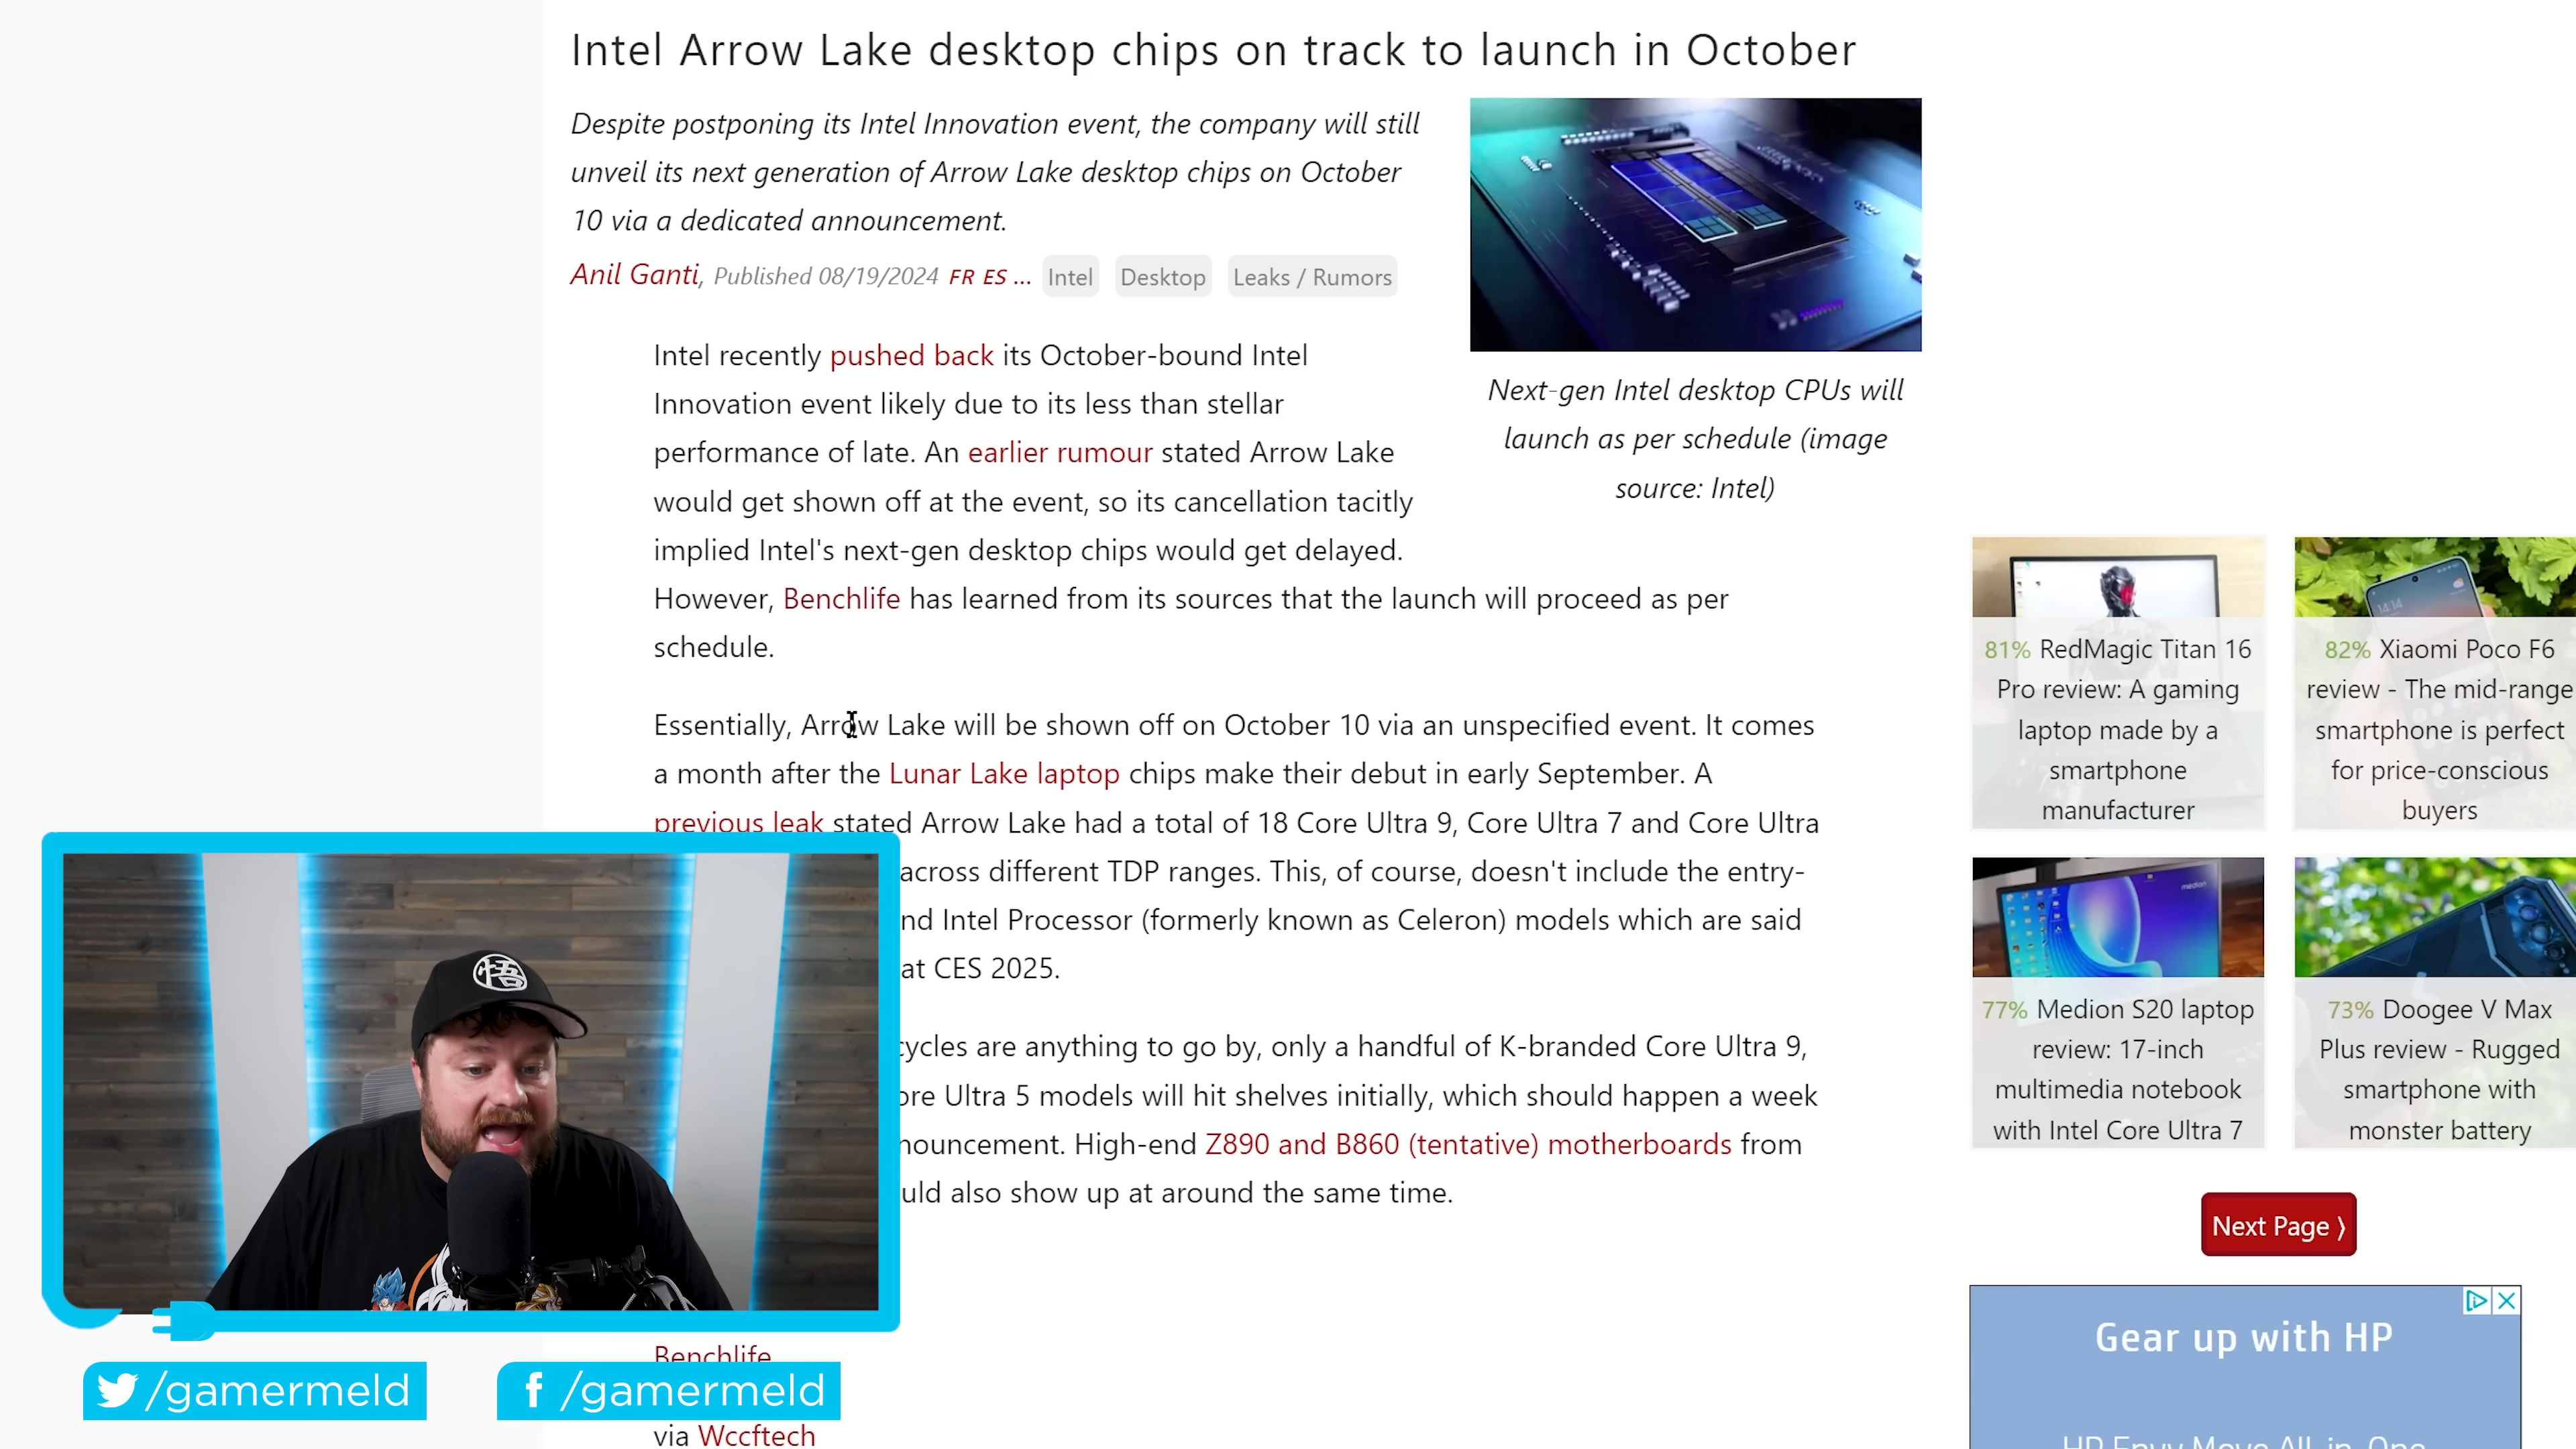 Intel Arrow Lake desktop chips on track to launch in October
Despite postponing its Intel Innovation event, the company will still
unveil its next generation of Arrow Lake desktop chips on October
10 via a dedicated announcement.
Anil Ganti, Published 08/19/2024 FR ES ... Intel Desktop Leaks / Rumors
Next-gen Intel desktop CPUs will
launch as per schedule (image
source: Intel)
Intel recently pushed back its October-bound Intel
Innovation event likely due to its less than stellar
performance of late. An earlier rumour stated Arrow Lake
would get shown off at the event, so its cancellation tacitly
implied Intel's next-gen desktop chips would get delayed.
However, Benchlife has learned from its sources that the launch will proceed as per
schedule.
Essentially, Arrow Lake will be shown off on October 10 via an unspecified event. It comes
a month after the Lunar Lake laptop chips make their debut in early September. A
previous leak stated Arrow Lake had a total of 18 Core Ultra 9, Core Ultra 7 and Core Ultra
across different TDP ranges. This, of course, doesn't include the entry-
nd Intel Processor (formerly known as Celeron) models which are said
at CES 2025.
cycles are anything to go by, only a handful of K-branded Core Ultra 9,
ore Ultra 5 models will hit shelves initially, which should happen a week
nouncement. High-end Z890 and B860 (tentative) motherboards from
uld also show up at around the same time.
悟
Benchlife
/gamermeld
f /gamermeld
via Wccftech
81% RedMagic Titan 16
Pro review: A gaming
laptop made by a
smartphone
manufacturer
14:14
82% Xiaomi Poco F6
review - The mid-range
smartphone is perfect
for price-conscious
buyers
medion
77% Medion S20 laptop
review: 17-inch
multimedia notebook
with Intel Core Ultra 7
73% Doogee V Max
Plus review - Rugged
smartphone with
monster battery
Next Page ⟩
Gear up with HP
HP Envy Move All-in-One